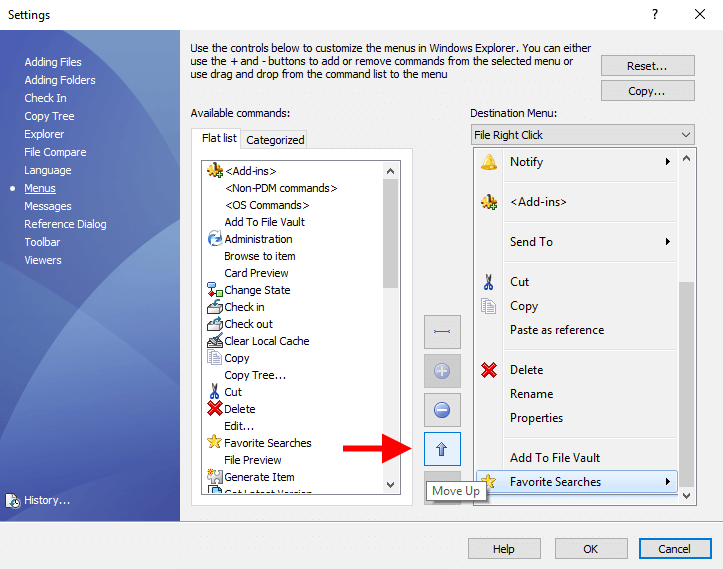 Settings
?
Adding Files
Adding Folders
Check In
Copy Tree
Explorer
File Compare
Language
Menus
Messages
Reference Dialog
Toolbar
Viewers
History...
Use the controls below to customize the menus in Windows Explorer. You can either
use the + and - buttons to add or remove commands from the selected menu or
use drag and drop from the command list to the menu
Reset...
Copy...
Available commands:
Flat list
Categorized
<Add-ins>
<Non-PDM commands>
<OS Commands>
Add To File Vault
Administration
Browse to item
Card Preview
Change State
Check in
Check out
Clear Local Cache
Copy
Copy Tree...
Cut
Delete
Edit...
Favorite Searches
File Preview
Generate Item
Get Latest Version
Move Up
Destination Menu:
File Right Click
Notify
<Add-ins>
Send To
Cut
Copy
Paste as reference
Delete
Rename
Properties
Add To File Vault
Favorite Searches
Help
OK
Cancel